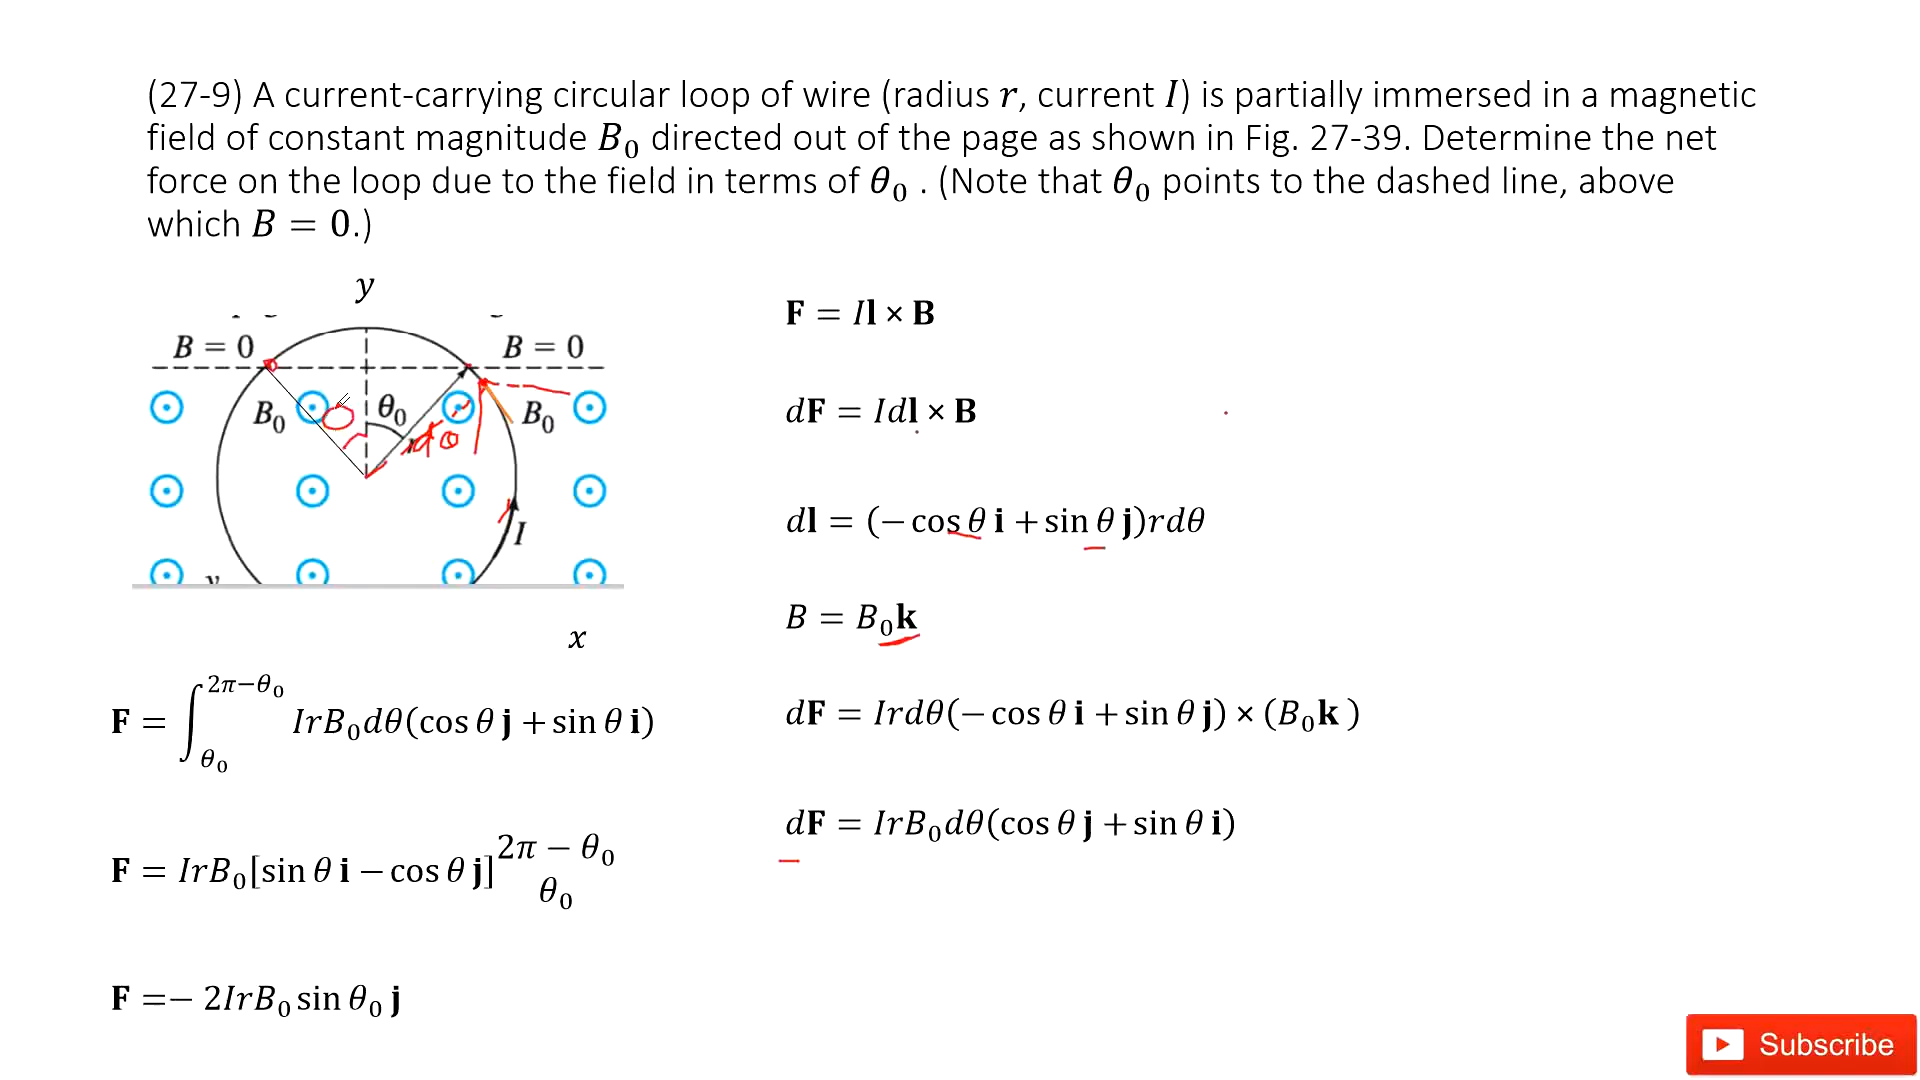 (27-9) A current-carrying circular loop of wire (radius r, current I) is partially immersed in a magnetic
field of constant magnitude B₀ directed out of the page as shown in Fig. 27-39. Determine the net
force on the loop due to the field in terms of θ₀ . (Note that θ₀ points to the dashed line, above
which B = 0.)
y
B = 0
B = 0
B₀
θ₀
B₀
dθ
I
x
F = Il × B
dF = Idl × B
dl = (− cos θ i + sin θ j)rdθ
B = B₀k
dF = Irdθ(− cos θ i + sin θ j) × (B₀k )
dF = IrB₀dθ(cos θ j + sin θ i)
F = ∫_θ₀^2π−θ₀ IrB₀dθ(cos θ j + sin θ i)
F = IrB₀[sin θ i − cos θ j] 2π − θ₀
θ₀
F =− 2IrB₀ sin θ₀ j
Subscribe